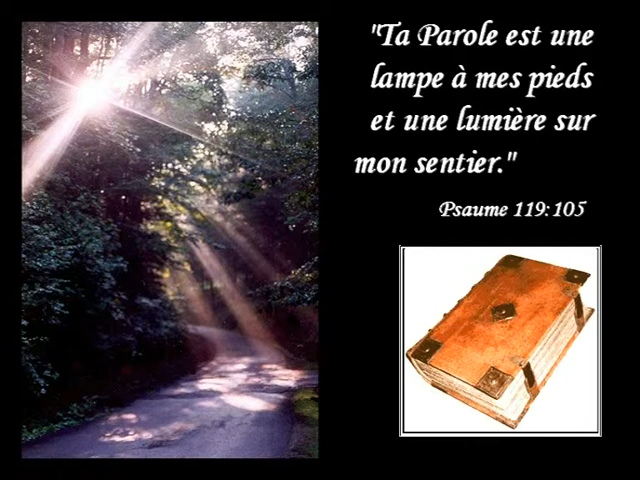 "Ta Parole est une
lampe à mes pieds
et une lumière sur
mon sentier."
Psaume 119:105